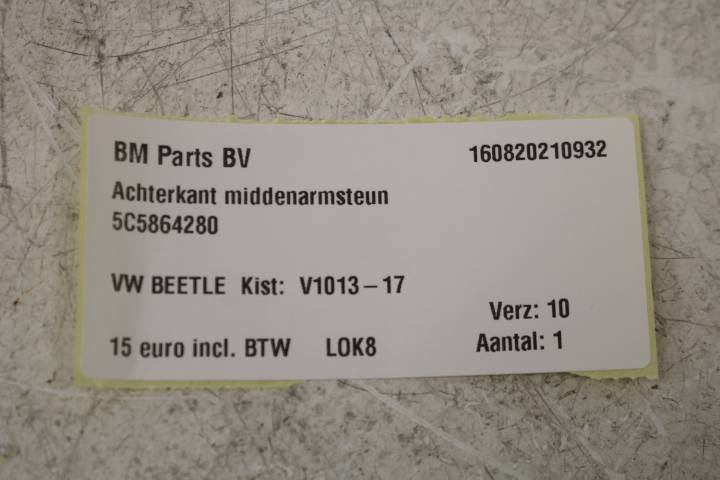 BM Parts BV 160820210932
Achterkant middenarmsteun
5C5864280
VW BEETLE Kist: V1013-17
Verz: 10
15 euro incl. BTW LOK8 Aantal: 1